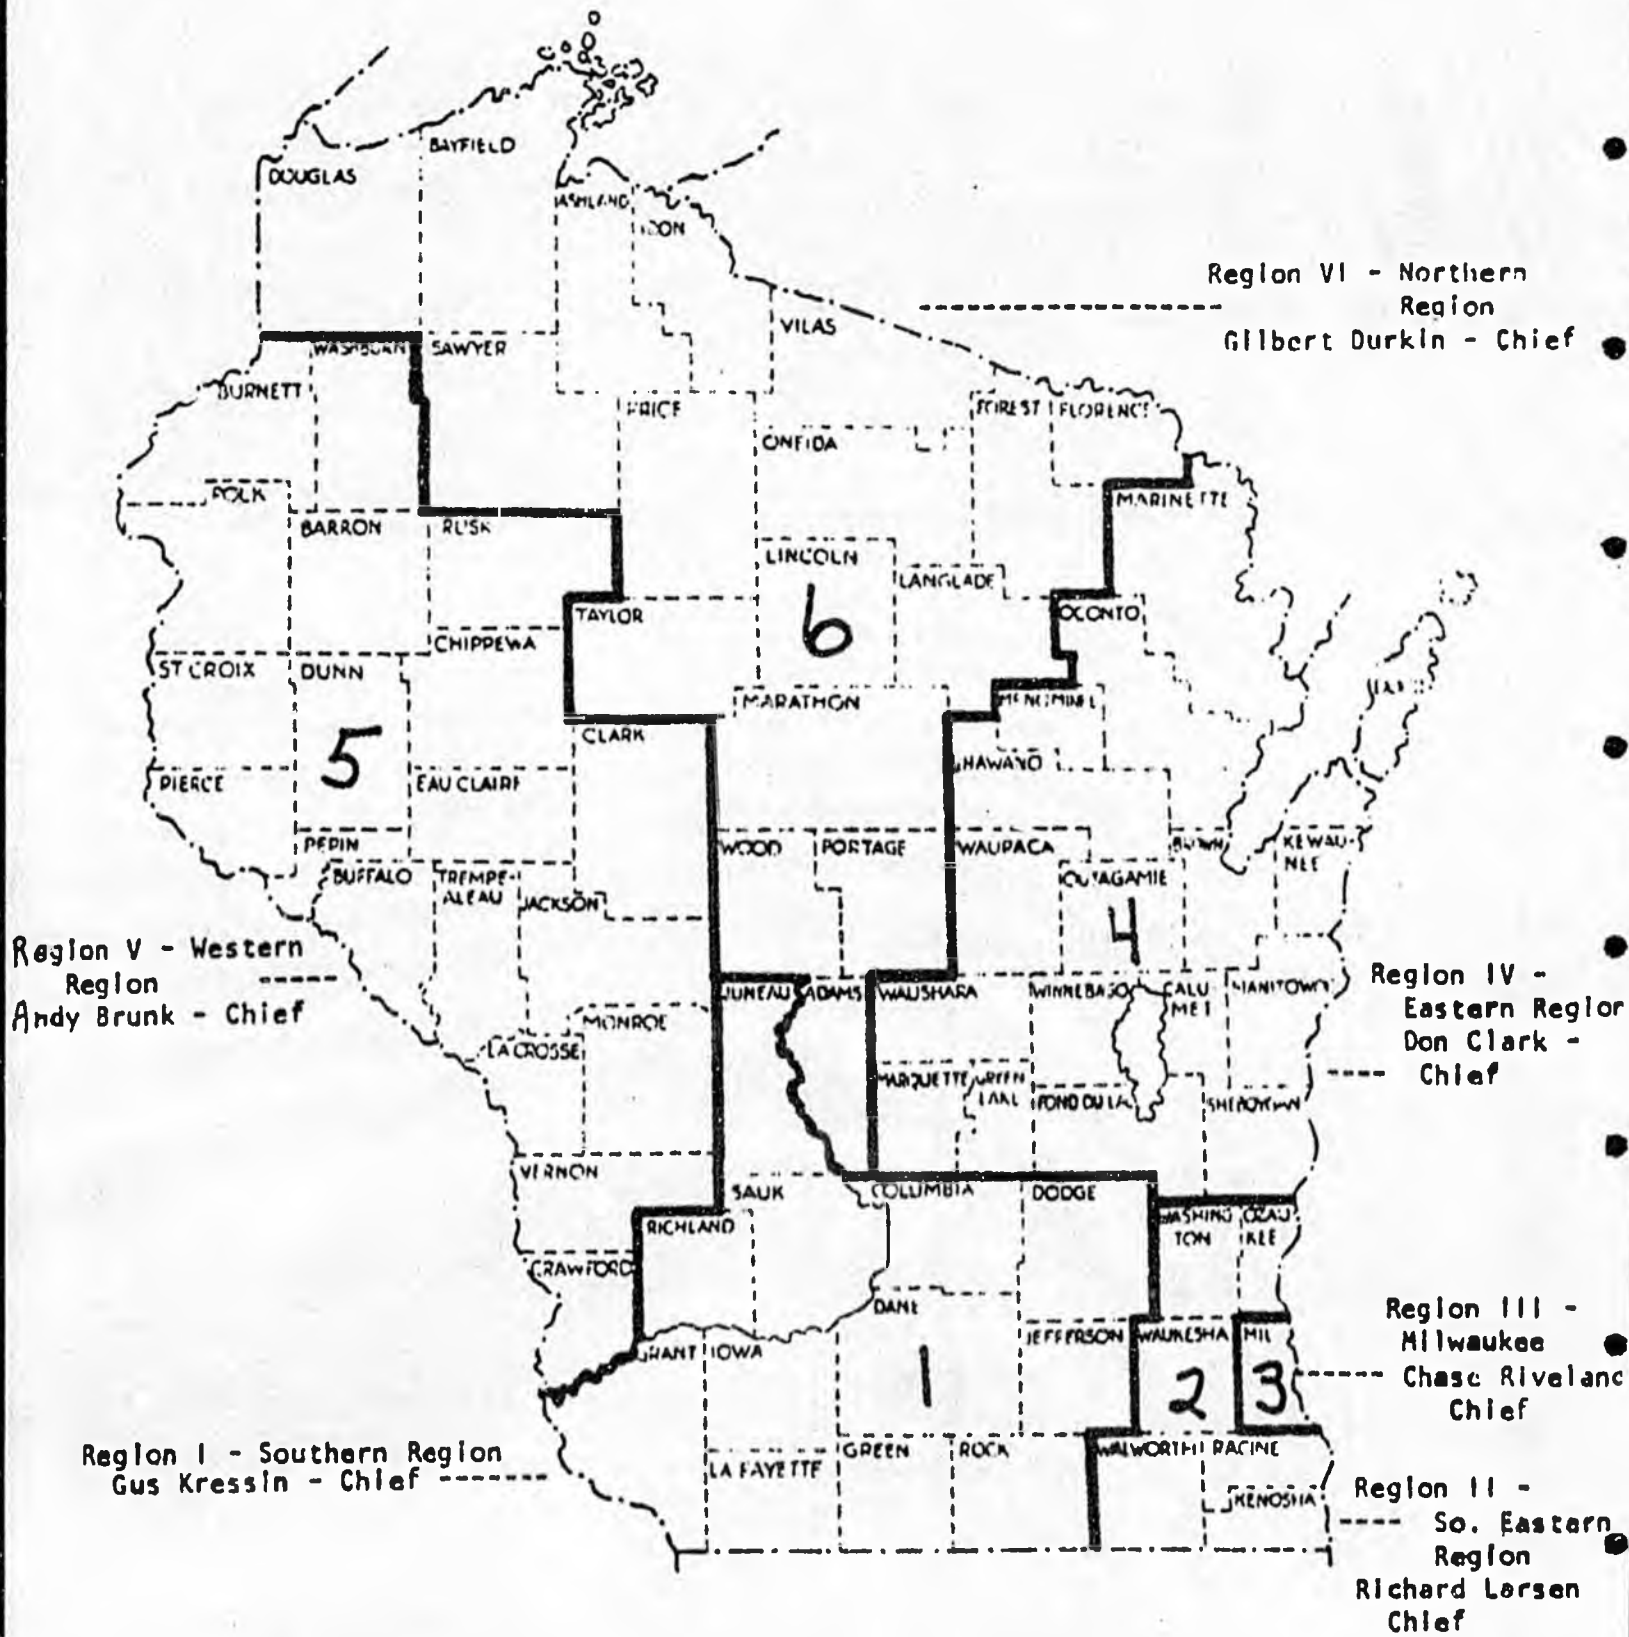 BAYFIELD
DOUGLAS
ASHLAND
IRON
Region VI - Northern
Region
Gilbert Durkin - Chief
VILAS
WASHBURN
SAWYER
BURNETT
PRICE
FOREST
FLORENCE
ONEIDA
POLK
MARINETTE
BARRON
RUSK
LINCOLN
LANGLADE
6
TAYLOR
OCONTO
CHIPPEWA
ST CROIX
DUNN
MARATHON
MENOMINEE
CLARK
5
SHAWANO
PIERCE
EAU CLAIRE
PEPIN
WOOD
PORTAGE
WAUPACA
BROWN
KEWAU-
NEE
BUFFALO
TREMPE-
ALEAU
JACKSON
OUTAGAMIE
4
Region V - Western
Region
Andy Brunk - Chief
JUNEAU
ADAMS
WAUSHARA
WINNEBAGO
CALU
MET
MANITOWOC
Region IV -
Eastern Region
Don Clark -
Chief
MONROE
LA CROSSE
MARQUETTE
GREEN
LAKE
FOND DU LAC
SHEBOYGAN
VERNON
SAUK
COLUMBIA
DODGE
RICHLAND
WASHING
TON
OZAU
KEE
CRAWFORD
DANE
Region III -
Milwaukee
Chase Riveland
Chief
JEFFERSON
WAUKESHA
MIL
GRANT
IOWA
1
2
3
Region I - Southern Region
Gus Kressin - Chief
LA FAYETTE
GREEN
ROCK
WALWORTH
RACINE
KENOSHA
Region II -
So. Eastern
Region
Richard Larsen
Chief